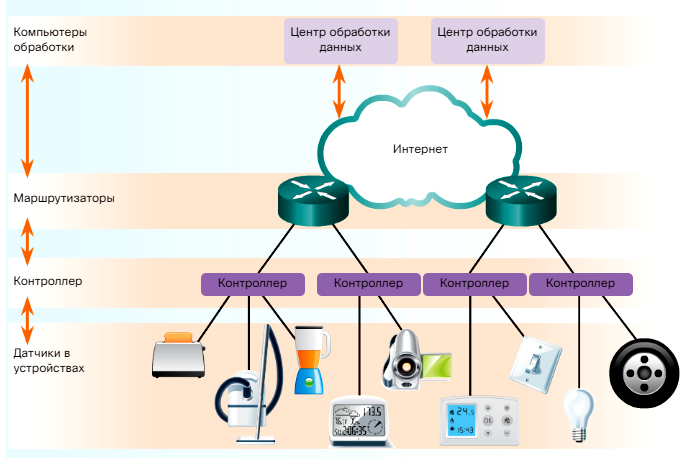 Компьютеры
обработки
Центр обработки
данных
Центр обработки
данных
Интернет
Маршрутизаторы
Контроллер
Контроллер
Контроллер
Контроллер
Контроллер
Датчики в
устройствах
24.5
15:43